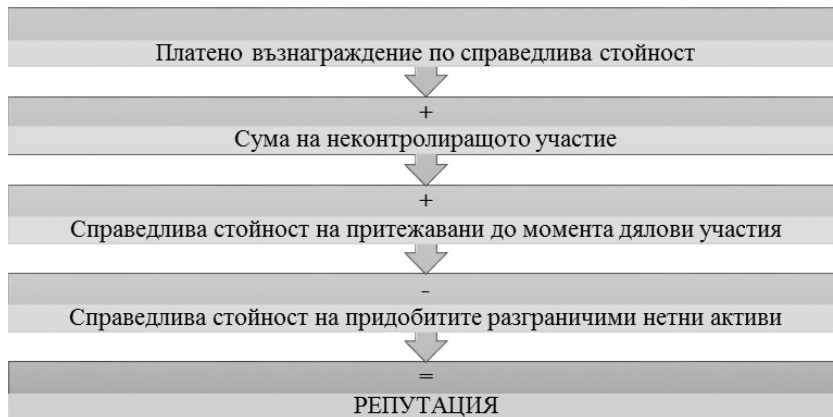 Платено възнаграждение по справедлива стойност
+
Сума на неконтролиращото участие
+
Справедлива стойност на притежавани до момента дялови участия
-
Справедлива стойност на придобитите разграничими нетни активи
=
РЕПУТАЦИЯ